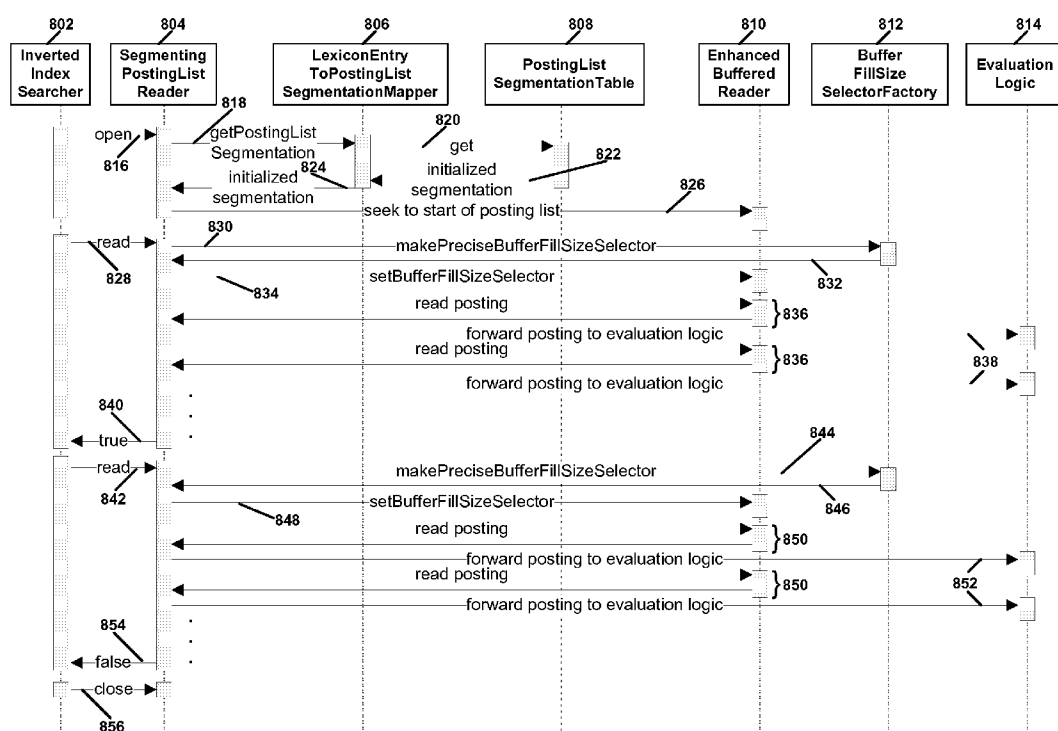 802 804 806 808 810 812 814
Inverted Index Searcher
Segmenting PostingList Reader
LexiconEntry ToPostingList SegmentationMapper
PostingList SegmentationTable
Enhanced Buffered Reader
Buffer FillSize SelectorFactory
Evaluation Logic
818
open
816
getPostingList
Segmentation
820
get
822
824
initialized
segmentation
initialized
segmentation
826
seek to start of posting list
read
828
830
makePreciseBufferFillSizeSelector
832
834
setBufferFillSizeSelector
read posting
836
forward posting to evaluation logic
read posting
836
838
forward posting to evaluation logic
840
true
844
read
842
makePreciseBufferFillSizeSelector
846
848
setBufferFillSizeSelector
read posting
850
forward posting to evaluation logic
read posting
850
852
forward posting to evaluation logic
854
false
close
856